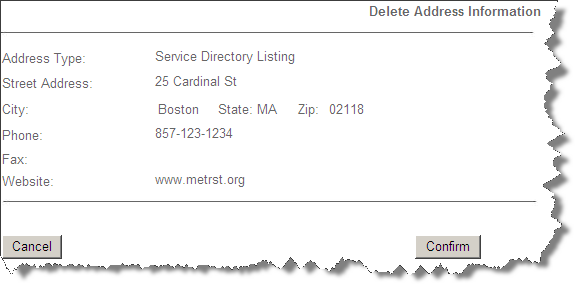 Delete Address Information
Address Type: Service Directory Listing
Street Address: 25 Cardinal St
City: Boston State: MA Zip: 02118
Phone: 857-123-1234
Fax:
Website: www.metrst.org
Cancel Confirm